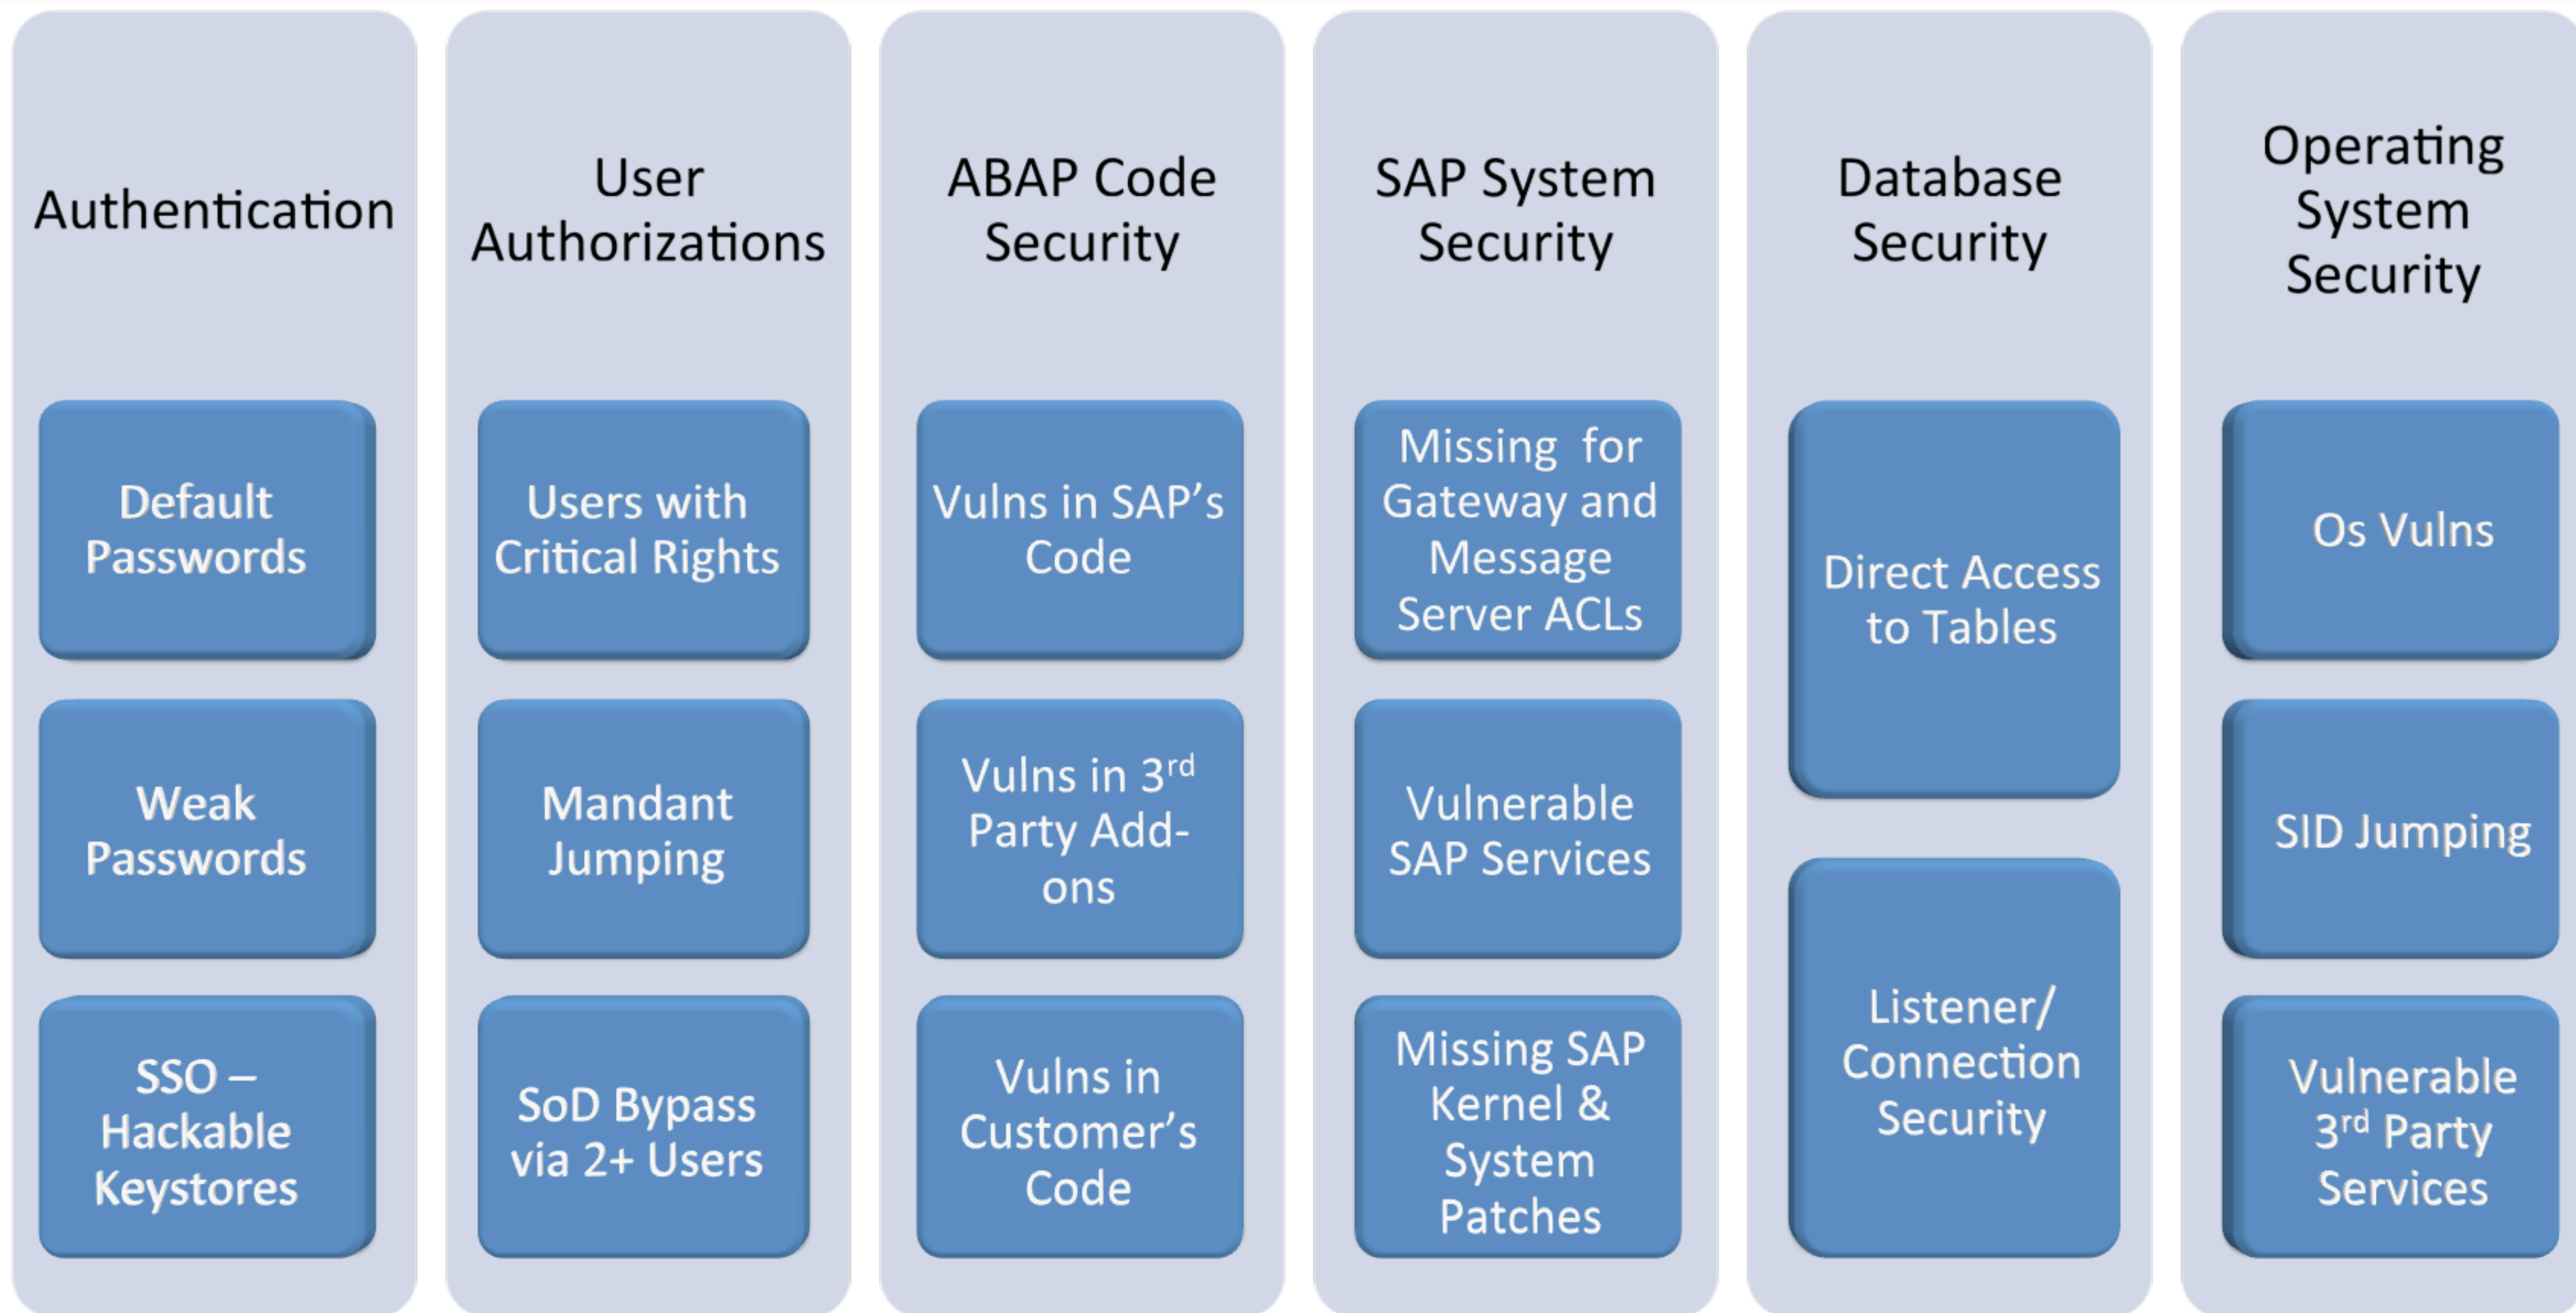 Authentication
Default
Passwords
Weak
Passwords
SSO –
Hackable
Keystores
User
Authorizations
Users with
Critical Rights
Mandant
Jumping
SoD Bypass
via 2+ Users
ABAP Code
Security
Vulns in SAP’s
Code
Vulns in 3rd
Party Add-
ons
Vulns in
Customer’s
Code
SAP System
Security
Missing for
Gateway and
Message
Server ACLs
Vulnerable
SAP Services
Missing SAP
Kernel &
System
Patches
Database
Security
Direct Access
to Tables
Listener/
Connection
Security
Operating
System
Security
Os Vulns
SID Jumping
Vulnerable
3rd Party
Services